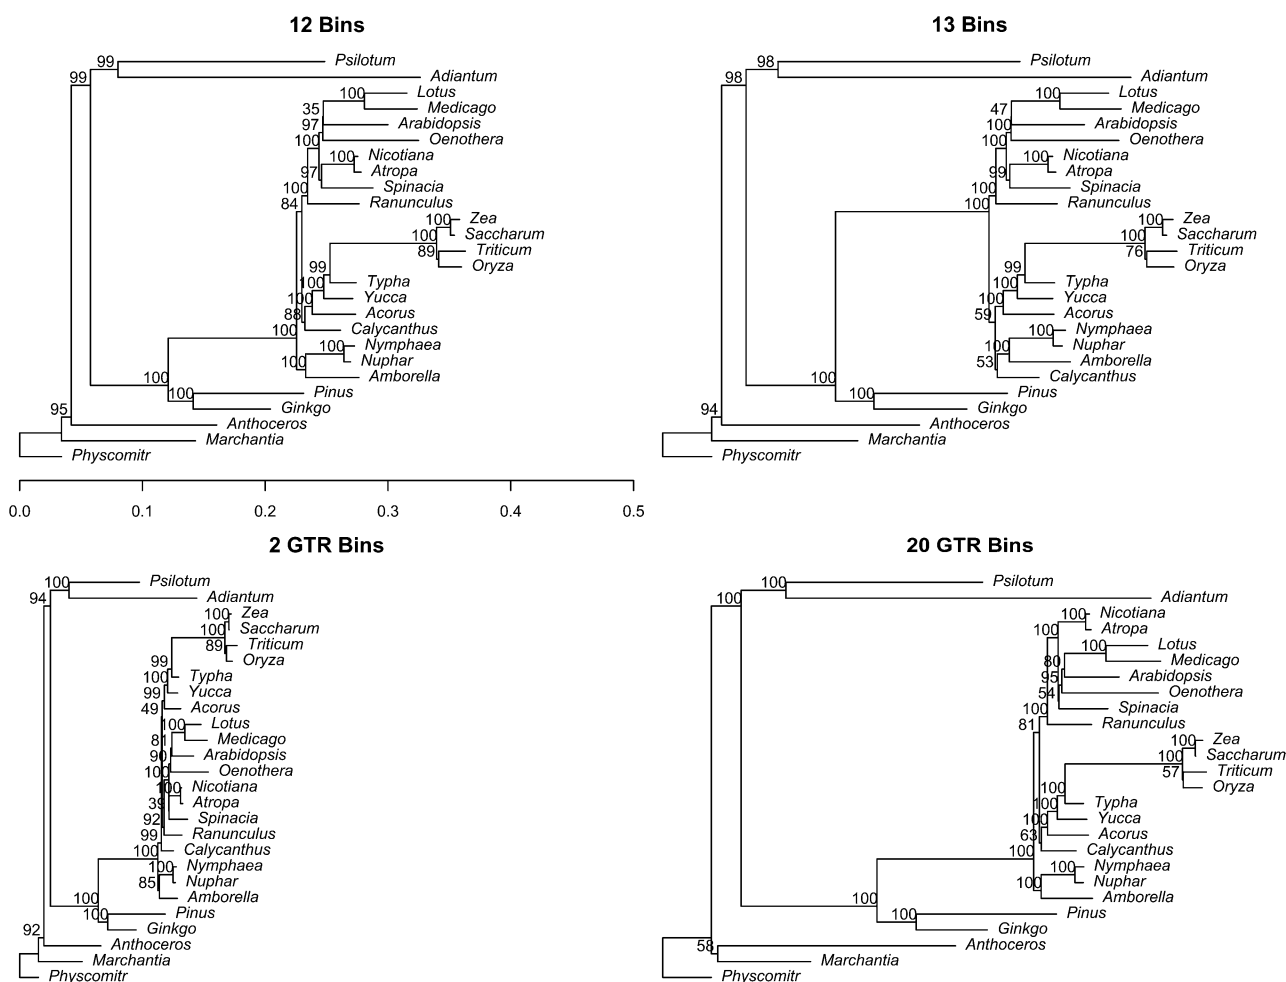 12 Bins
99
Psilotum
99
Adiantum
100
Lotus
35
Medicago
97
Arabidopsis
100
Oenothera
100
Nicotiana
97
Atropa
100
Spinacia
84
Ranunculus
100
Zea
100
Saccharum
89
Triticum
Oryza
99
100
Typha
100
Yucca
88
Acorus
100
Calycanthus
100
Nymphaea
100
Nuphar
100
Amborella
100
Pinus
95
Ginkgo
Anthoceros
Marchantia
Physcomitr
0.0 0.1 0.2 0.3 0.4 0.5
13 Bins
98
Psilotum
98
Adiantum
100
Lotus
47
Medicago
100
Arabidopsis
100
Oenothera
100
Nicotiana
99
Atropa
100
Spinacia
100
Ranunculus
100
Zea
100
Saccharum
76
Triticum
Oryza
99
100
Typha
100
Yucca
59
Acorus
100
Nymphaea
100
Nuphar
53
Amborella
100
Calycanthus
100
Pinus
94
Ginkgo
Anthoceros
Marchantia
Physcomitr
2 GTR Bins
100
Psilotum
94
Adiantum
100
Zea
100
Saccharum
89
Triticum
99
Oryza
100
Typha
99
Yucca
49
Acorus
100
Lotus
81
Medicago
90
Arabidopsis
100
Oenothera
100
Nicotiana
39
Atropa
92
Spinacia
99
Ranunculus
100
Calycanthus
100
Nymphaea
85
Nuphar
100
Amborella
100
Pinus
92
Ginkgo
Anthoceros
Marchantia
Physcomitr
20 GTR Bins
100
Psilotum
100
Adiantum
100
Nicotiana
100
Atropa
100
Lotus
80
Medicago
95
Arabidopsis
54
Oenothera
100
Spinacia
81
Ranunculus
100
Zea
100
Saccharum
57
Triticum
100
Oryza
100
Typha
100
Yucca
63
Acorus
100
Calycanthus
100
Nymphaea
100
Nuphar
100
Amborella
100
Pinus
Ginkgo
58
Anthoceros
Marchantia
Physcomitr